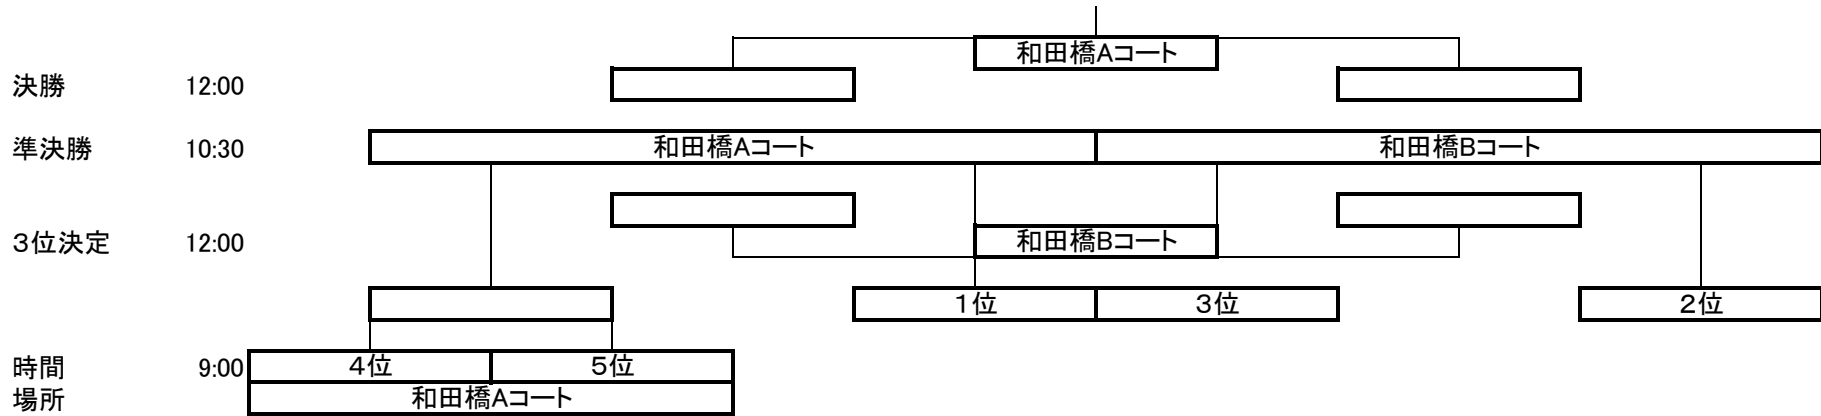 和田橋Aコート
決勝 12:00
準決勝 10:30 和田橋Aコート 和田橋Bコート
３位決定 12:00 和田橋Bコート
１位 ３位 ２位
時間 9:00 ４位 ５位
場所 和田橋Aコート